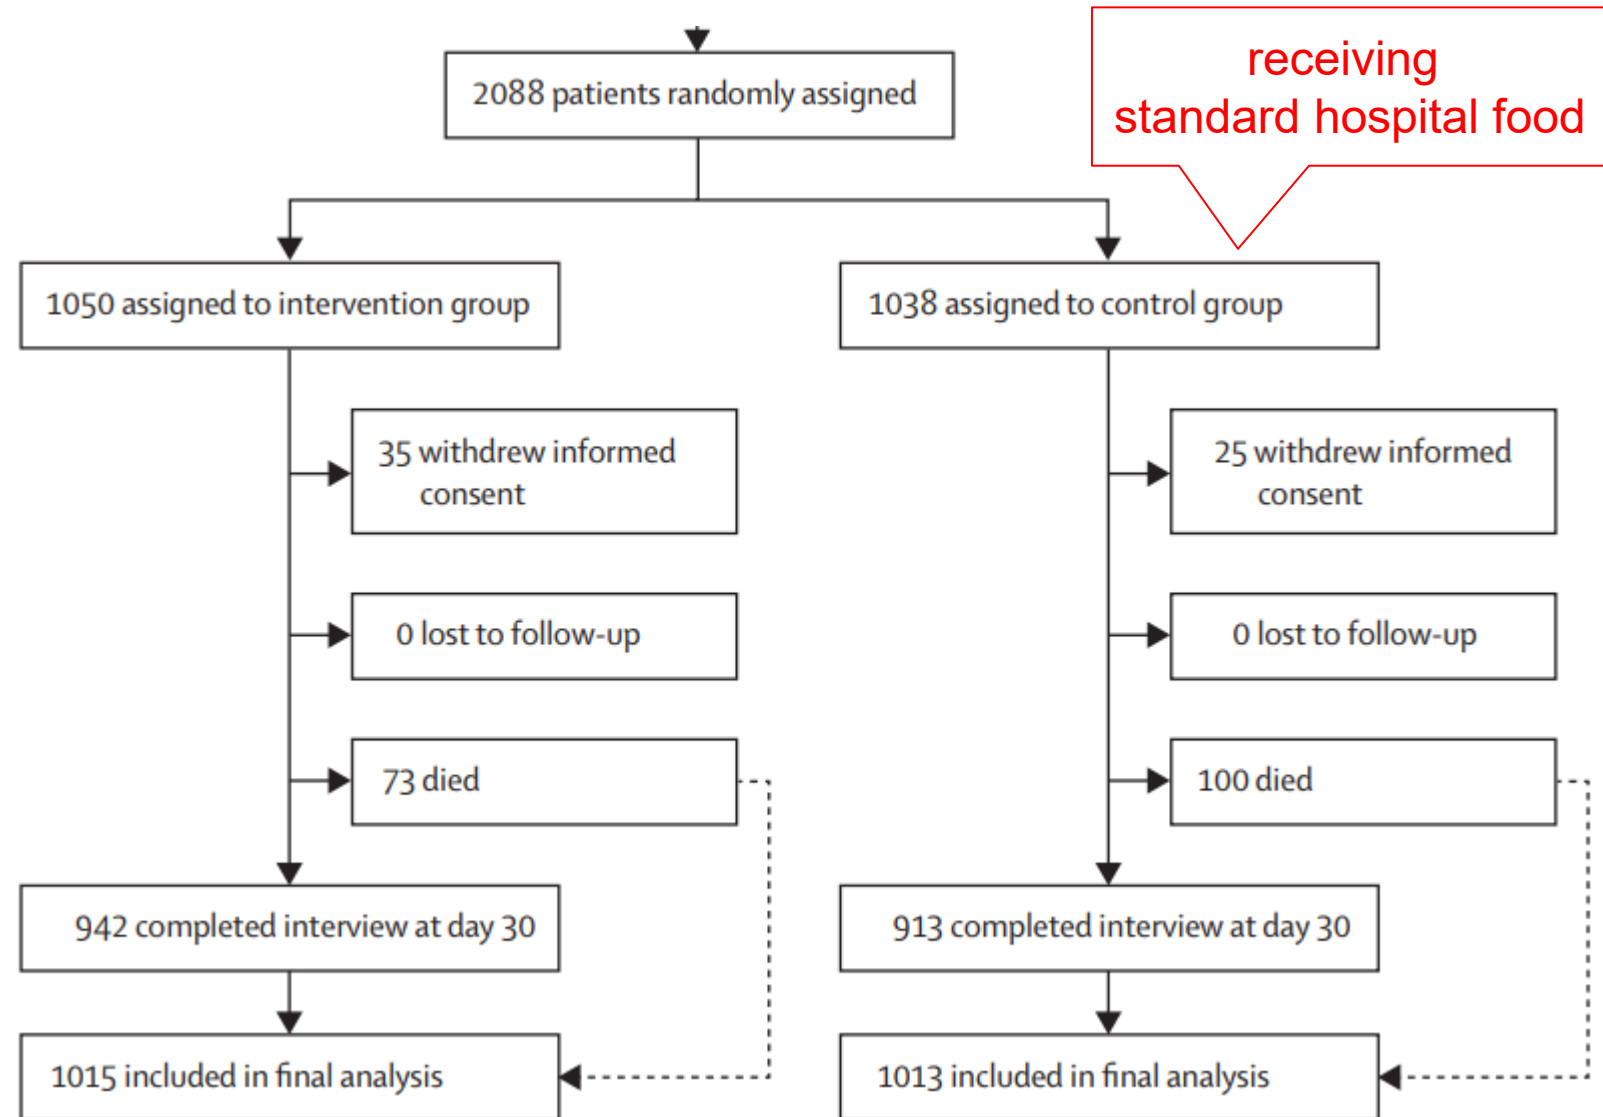 receiving
standard hospital food
2088 patients randomly assigned
1050 assigned to intervention group
1038 assigned to control group
35 withdrew informed
consent
25 withdrew informed
consent
0 lost to follow-up
0 lost to follow-up
73 died
100 died
942 completed interview at day 30
913 completed interview at day 30
1015 included in final analysis
1013 included in final analysis